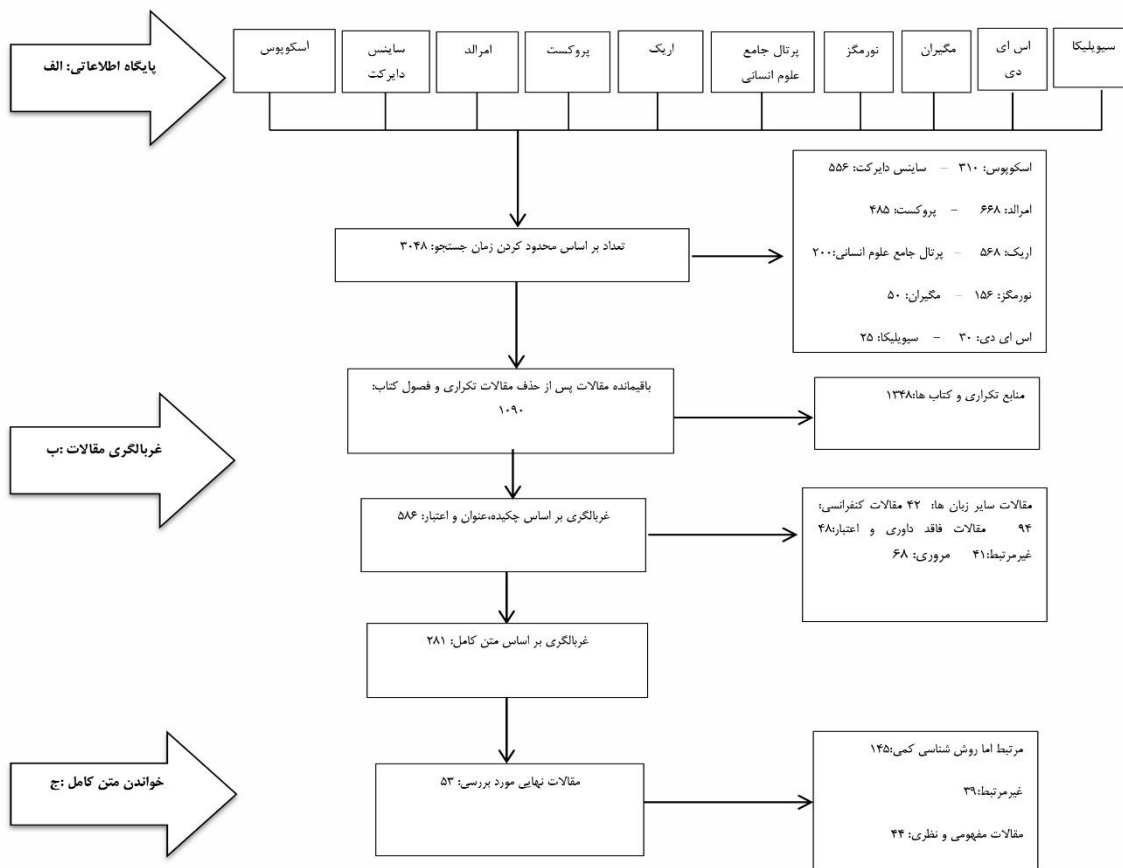 پایگاه اطلاعاتی: الف
اسکوپوس
ساینس
دایرکت
امرالد
پروکست
اریک
پرتال جامع
علوم انسانی
نورمگز
مگیران
اس ای
دی
سیویلیکا
اسکوپوس: ۳۱۰ – ساینس دایرکت: ۵۵۶
امرالد: ۶۶۸ – پروکست: ۴۸۵
اریک: ۵۶۸ – پرتال جامع علوم انسانی:۲۰۰
نورمگز: ۱۵۶ – مگیران: ۵۰
اس ای دی: ۳۰ – سیویلیکا: ۲۵
تعداد بر اساس محدود کردن زمان جستجو: ۳۰۴۸
باقیمانده مقالات پس از حذف مقالات تکراری و فصول کتاب:
۱۰۹۰
منابع تکراری و کتاب ها:۱۳۴۸
غربالگری مقالات :ب
غربالگری بر اساس چکیده،عنوان و اعتبار: ۵۸۶
مقالات سایر زبان ها: ۴۲ مقالات کنفرانسی:
۹۴ مقالات فاقد داوری و اعتبار:۴۸
غیرمرتبط:۴۱ مروری: ۶۸
غربالگری بر اساس متن کامل: ۲۸۱
خواندن متن کامل :ج
مقالات نهایی مورد بررسی: ۵۳
مرتبط اما روش شناسی کمی:۱۴۵
غیرمرتبط:۳۹
مقالات مفهومی و نظری: ۴۴